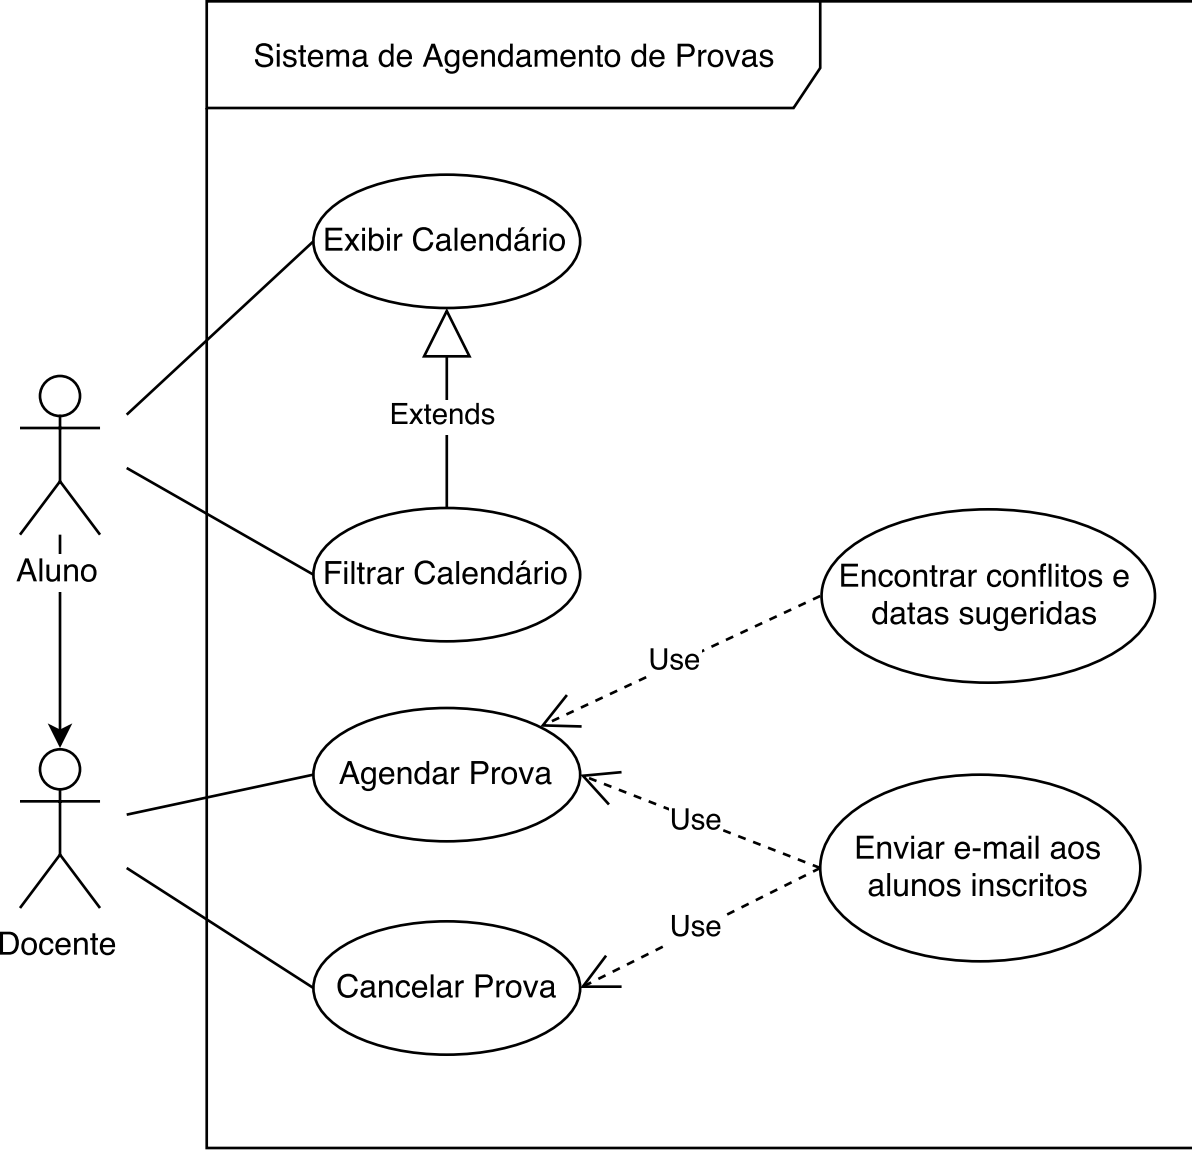 Sistema de Agendamento de Provas
Exibir Calendário
Extends
Aluno
Filtrar Calendário
Encontrar conflitos e
datas sugeridas
Use
Agendar Prova
Use
Enviar e-mail aos
alunos inscritos
Use
Docente
Cancelar Prova